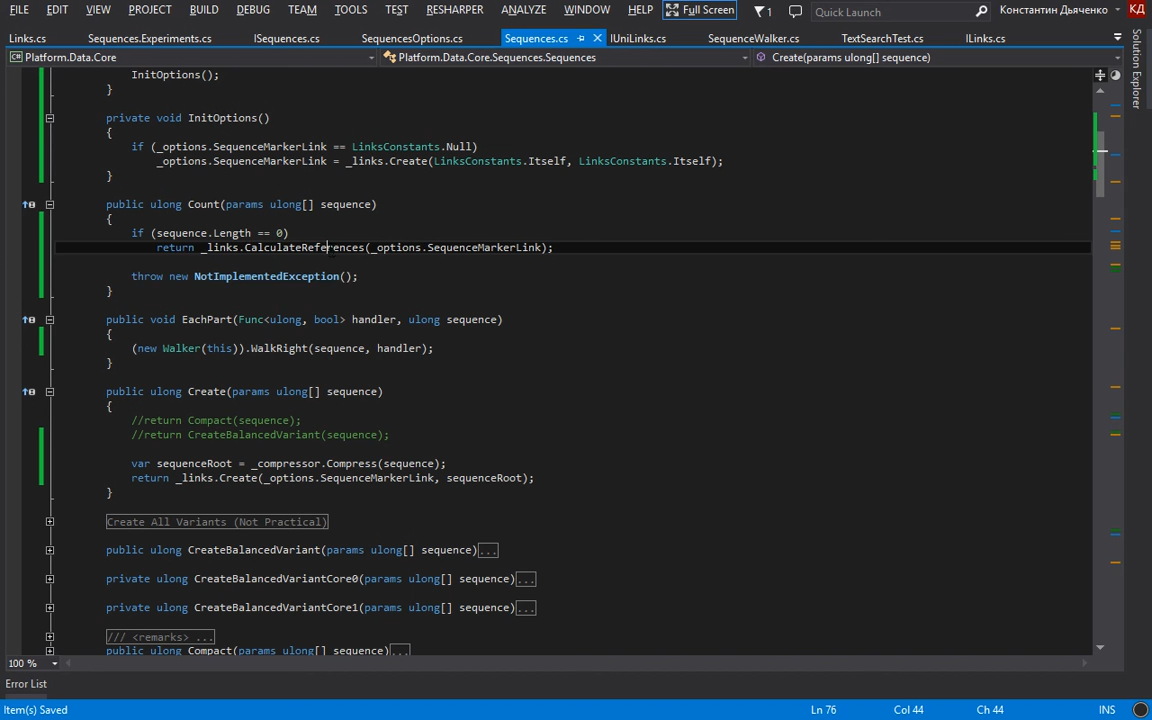 FILE EDIT VIEW PROJECT BUILD DEBUG TEAM TOOLS TEST RESHARPER ANALYZE WINDOW HELP Full Screen 1 Quick Launch Константин Дьяченко КД
Links.cs Sequences.Experiments.cs ISequences.cs SequencesOptions.cs Sequences.cs IUniLinks.cs SequenceWalker.cs TextSearchTest.cs ILinks.cs
Platform.Data.Core Platform.Data.Core.Sequences.Sequences Create(params ulong[] sequence)
Solution Explorer
InitOptions();
}
private void InitOptions()
{
if (_options.SequenceMarkerLink == LinksConstants.Null)
_options.SequenceMarkerLink = _links.Create(LinksConstants.Itself, LinksConstants.Itself);
}
public ulong Count(params ulong[] sequence)
{
if (sequence.Length == 0)
return _links.CalculateReferences(_options.SequenceMarkerLink);
throw new NotImplementedException();
}
public void EachPart(Func<ulong, bool> handler, ulong sequence)
{
(new Walker(this)).WalkRight(sequence, handler);
}
public ulong Create(params ulong[] sequence)
{
//return Compact(sequence);
//return CreateBalancedVariant(sequence);
var sequenceRoot = _compressor.Compress(sequence);
return _links.Create(_options.SequenceMarkerLink, sequenceRoot);
}
Create All Variants (Not Practical)
public ulong CreateBalancedVariant(params ulong[] sequence)...
private ulong CreateBalancedVariantCore0(params ulong[] sequence)...
private ulong CreateBalancedVariantCore1(params ulong[] sequence)...
/// <remarks> ...
public ulong Compact(params ulong[] sequence)...
100 %
Error List
Item(s) Saved Ln 76 Col 44 Ch 44 INS